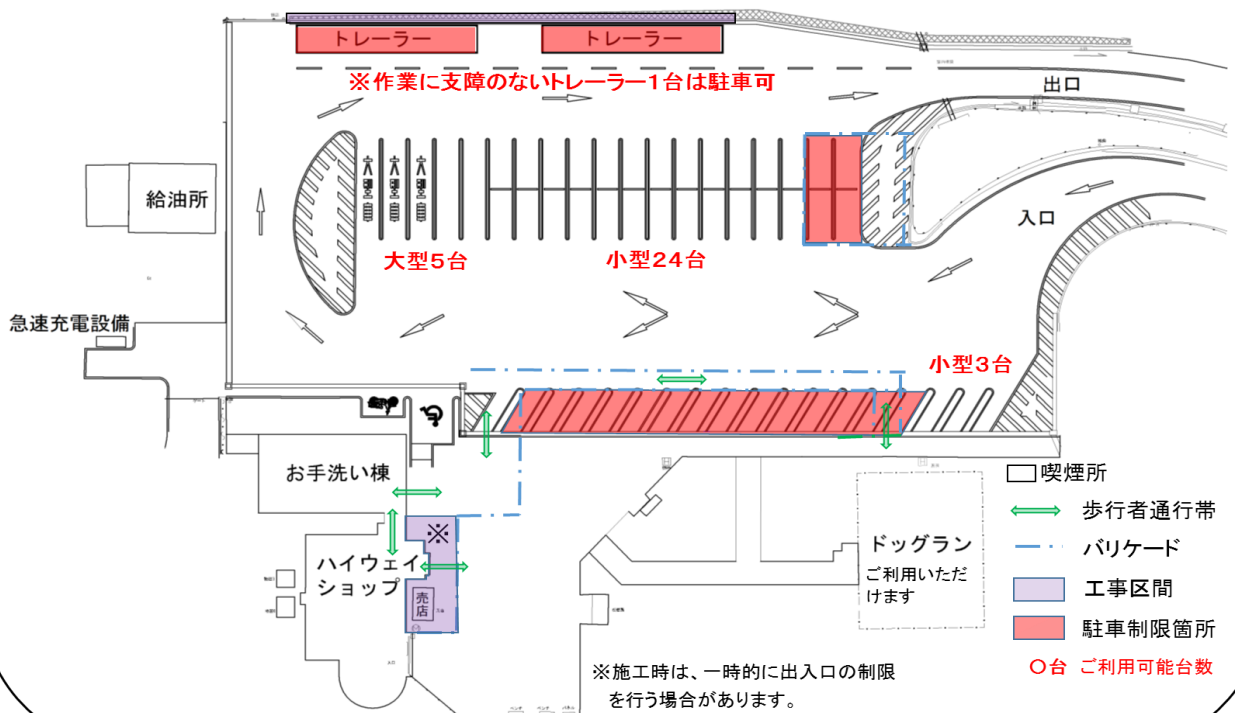 トレーラー
トレーラー
※作業に支障のないトレーラー1台は駐車可
出口
給油所
入口
大型5台
小型24台
急速充電設備
小型3台
お手洗い棟
喫煙所
歩行者通行帯
※
ドッグラン
バリケード
ハイウェイ
ショップ
ご利用いただ
けます
工事区間
売店
駐車制限箇所
※施工時は、一時的に出入口の制限
を行う場合があります。
〇台 ご利用可能台数